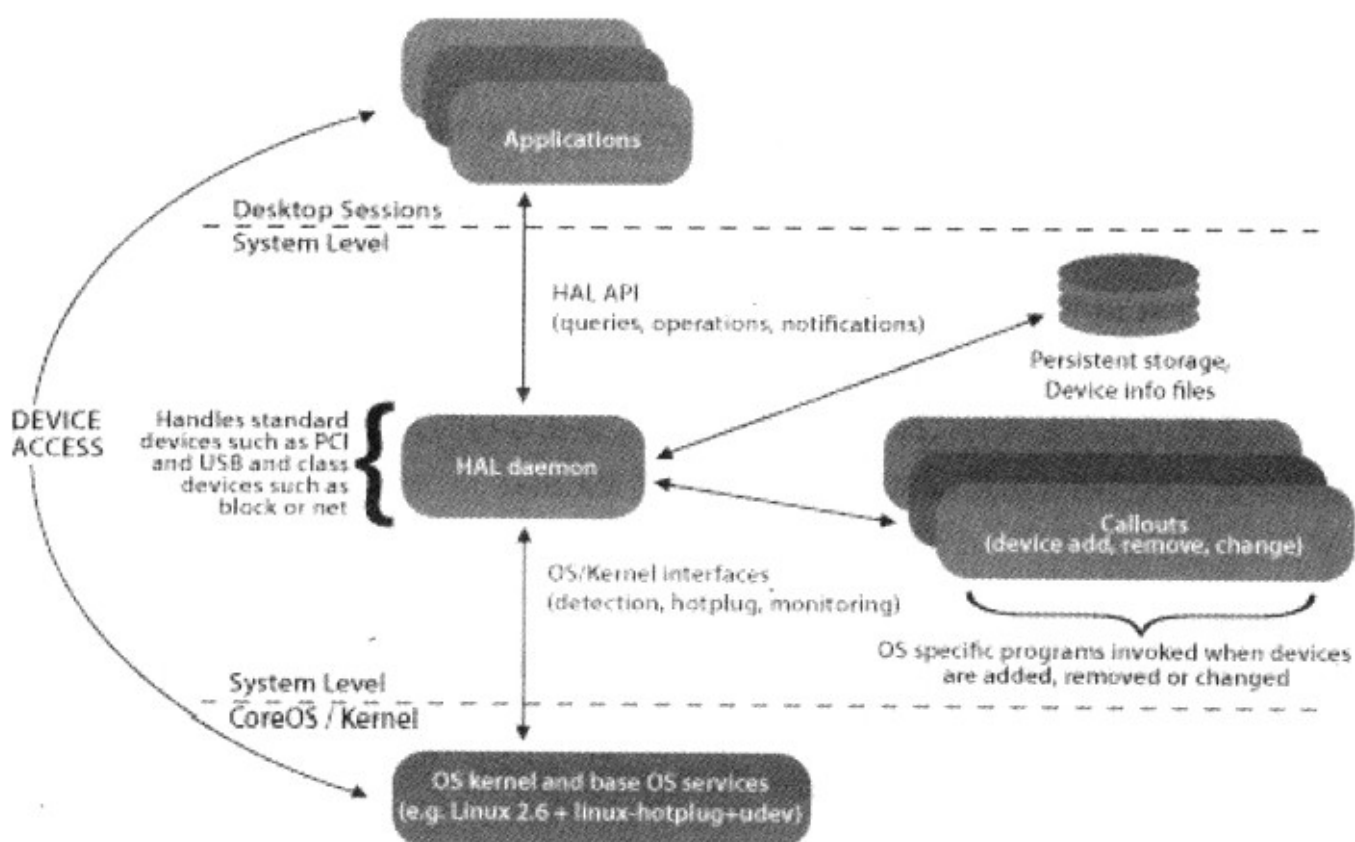 Applications
Desktop Sessions
System Level
HAL API
(queries, operations, notifications)
Persistent storage,
Device info files
DEVICE
ACCESS
Handles standard
devices such as PCI
and USB and class
devices such as
block or net
HAL daemon
Callouts
(device add, remove, change)
OS/Kernel interfaces
(detection, hotplug, monitoring)
OS specific programs invoked when devices
are added, removed or changed
System Level
CoreOS / Kernel
OS kernel and base OS services
(e.g. Linux 2.6 + linux-hotplug+udev)